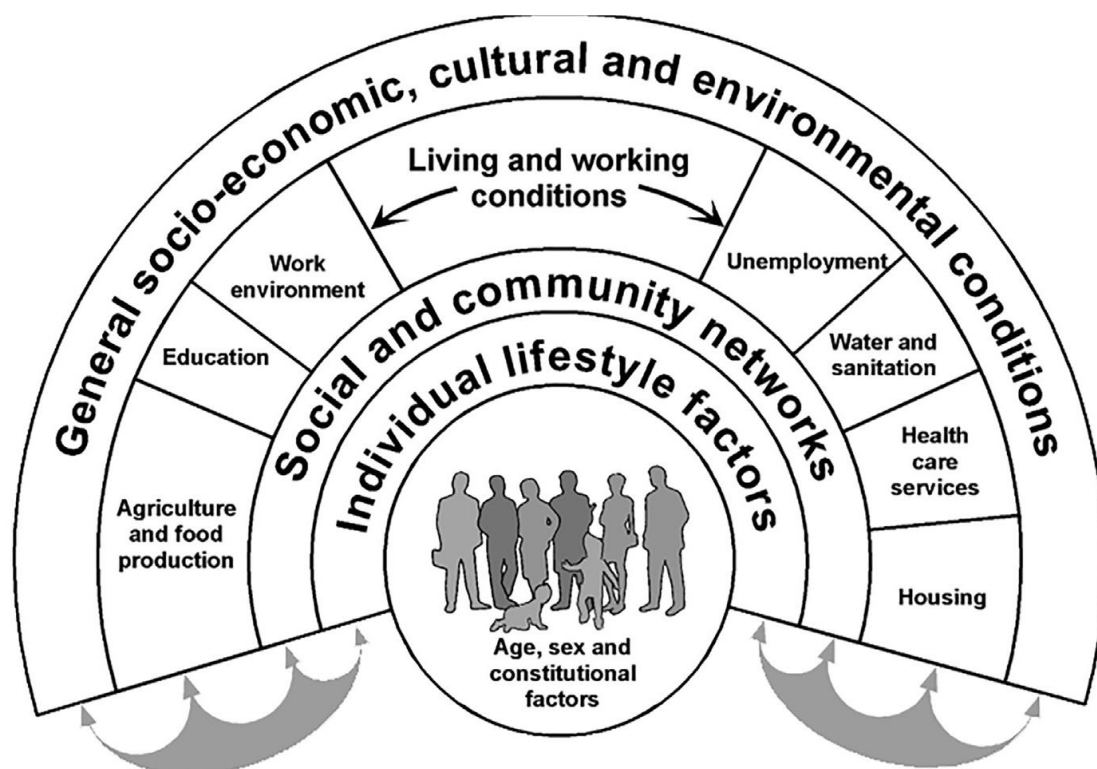 General socio-economic, cultural and environmental conditions
Living and working
conditions
Work
environment
Unemployment
Education
Water and
sanitation
Agriculture
and food
production
Health
care
services
Housing
Social and community networks
Individual lifestyle factors
Age, sex and
constitutional
factors